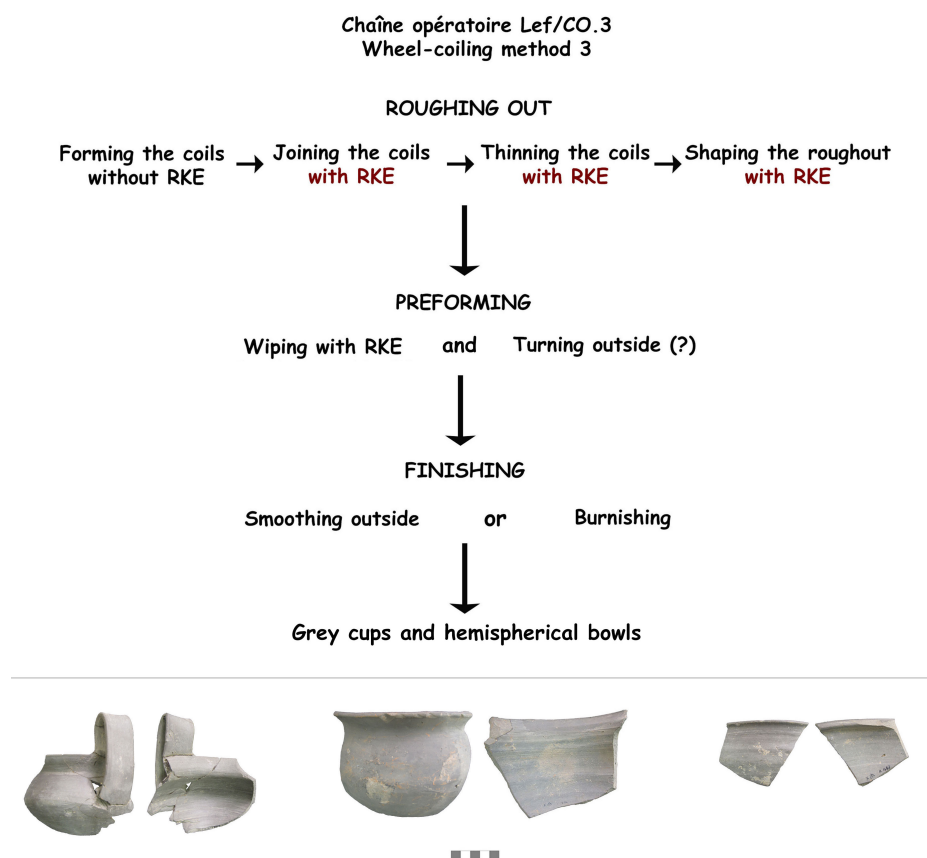 Chaîne opératoire Lef/CO.3
Wheel-coiling method 3
ROUGHING OUT
Forming the coils without RKE → Joining the coils with RKE → Thinning the coils with RKE → Shaping the roughout with RKE
PREFORMING
Wiping with RKE and Turning outside (?)
FINISHING
Smoothing outside or Burnishing
Grey cups and hemispherical bowls